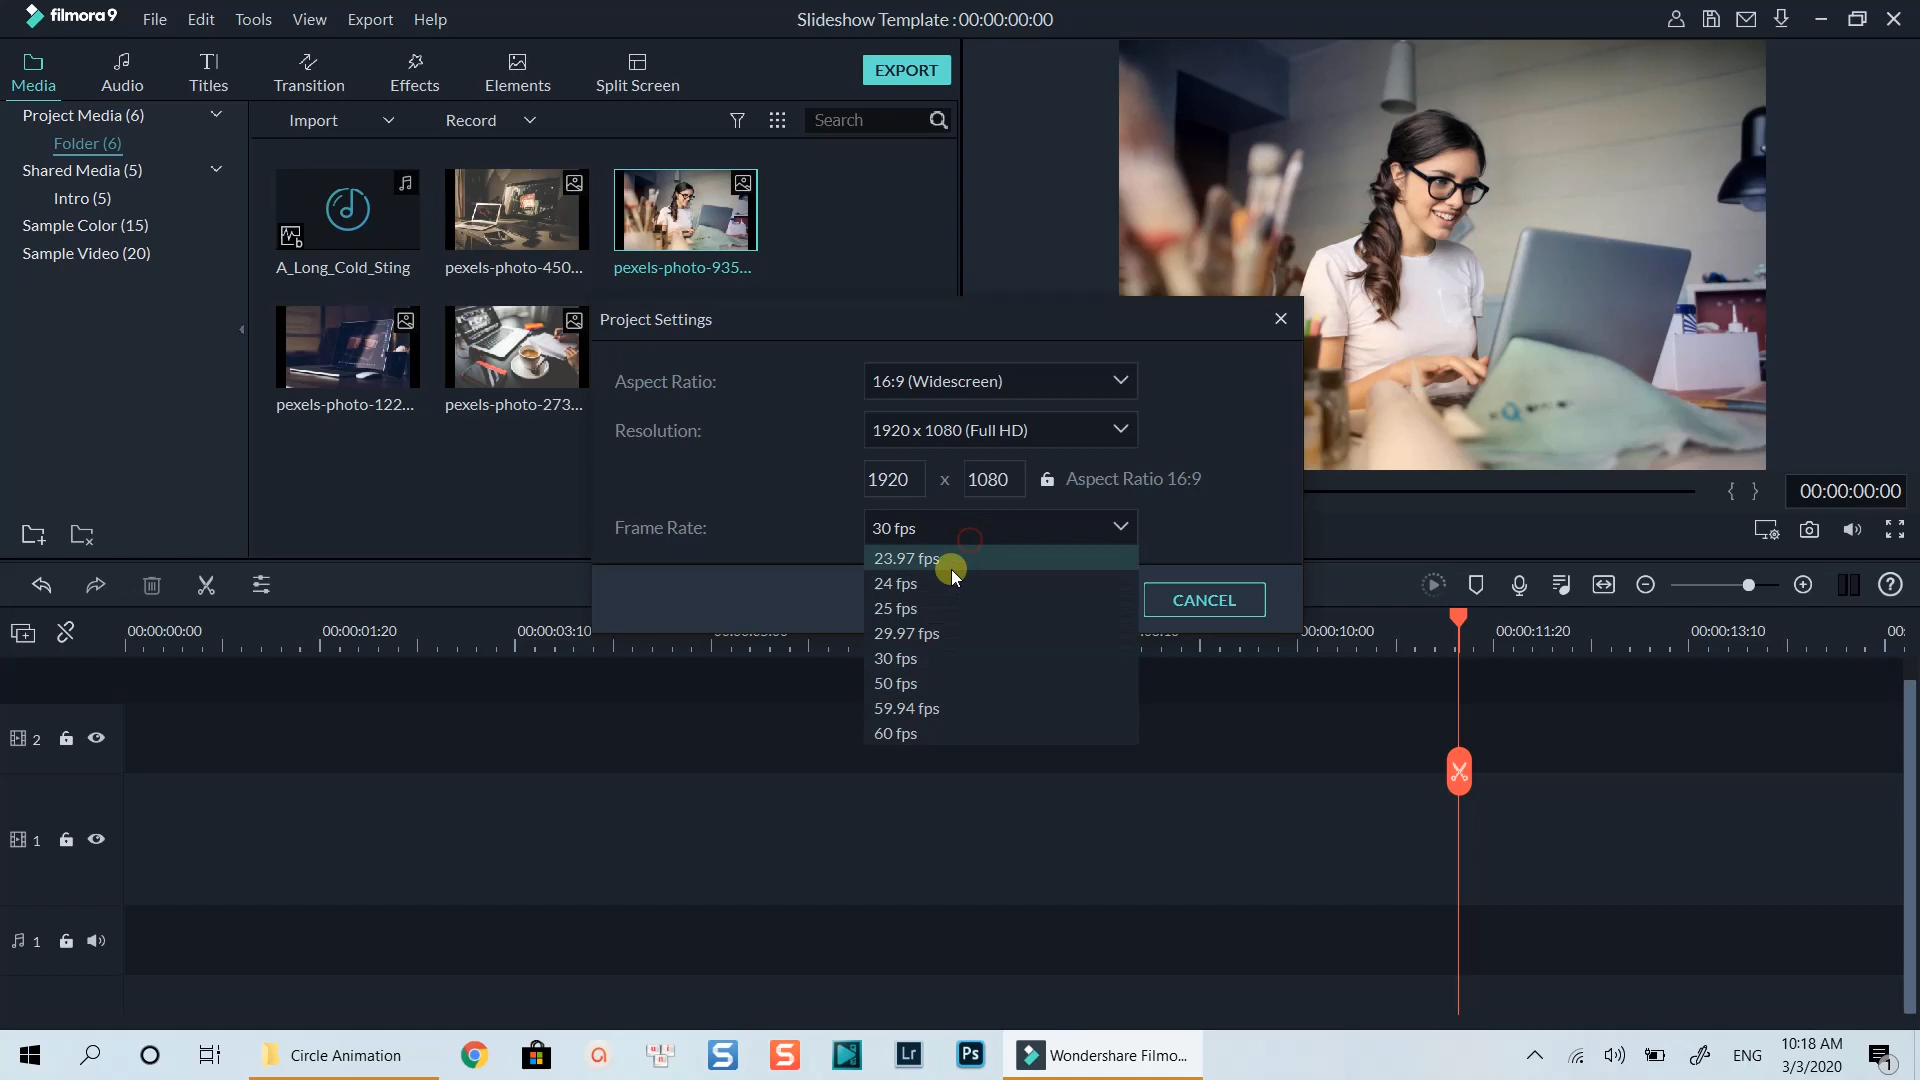 filmora9
File Edit Tools View Export Help
Slideshow Template : 00:00:00:00
Media Audio Titles Transition Effects Elements Split Screen
EXPORT
Project Media (6)
Folder (6)
Shared Media (5)
Intro (5)
Sample Color (15)
Sample Video (20)
Import Record Search
A_Long_Cold_Sting pexels-photo-450... pexels-photo-935...
pexels-photo-122... pexels-photo-273...
Project Settings
Aspect Ratio: 16:9 (Widescreen)
Resolution: 1920 x 1080 (Full HD)
1920 x 1080 Aspect Ratio 16:9
Frame Rate: 30 fps
23.97 fps
24 fps
25 fps
29.97 fps
30 fps
50 fps
59.94 fps
60 fps
CANCEL
00:00:00:00
00:00:00:00 00:00:01:20 00:00:03:10 00:00:10:00 00:00:11:20 00:00:13:10 00:
2
1
1
Circle Animation
Lr
Ps
Wondershare Filmo...
ENG
10:18 AM
3/3/2020
1